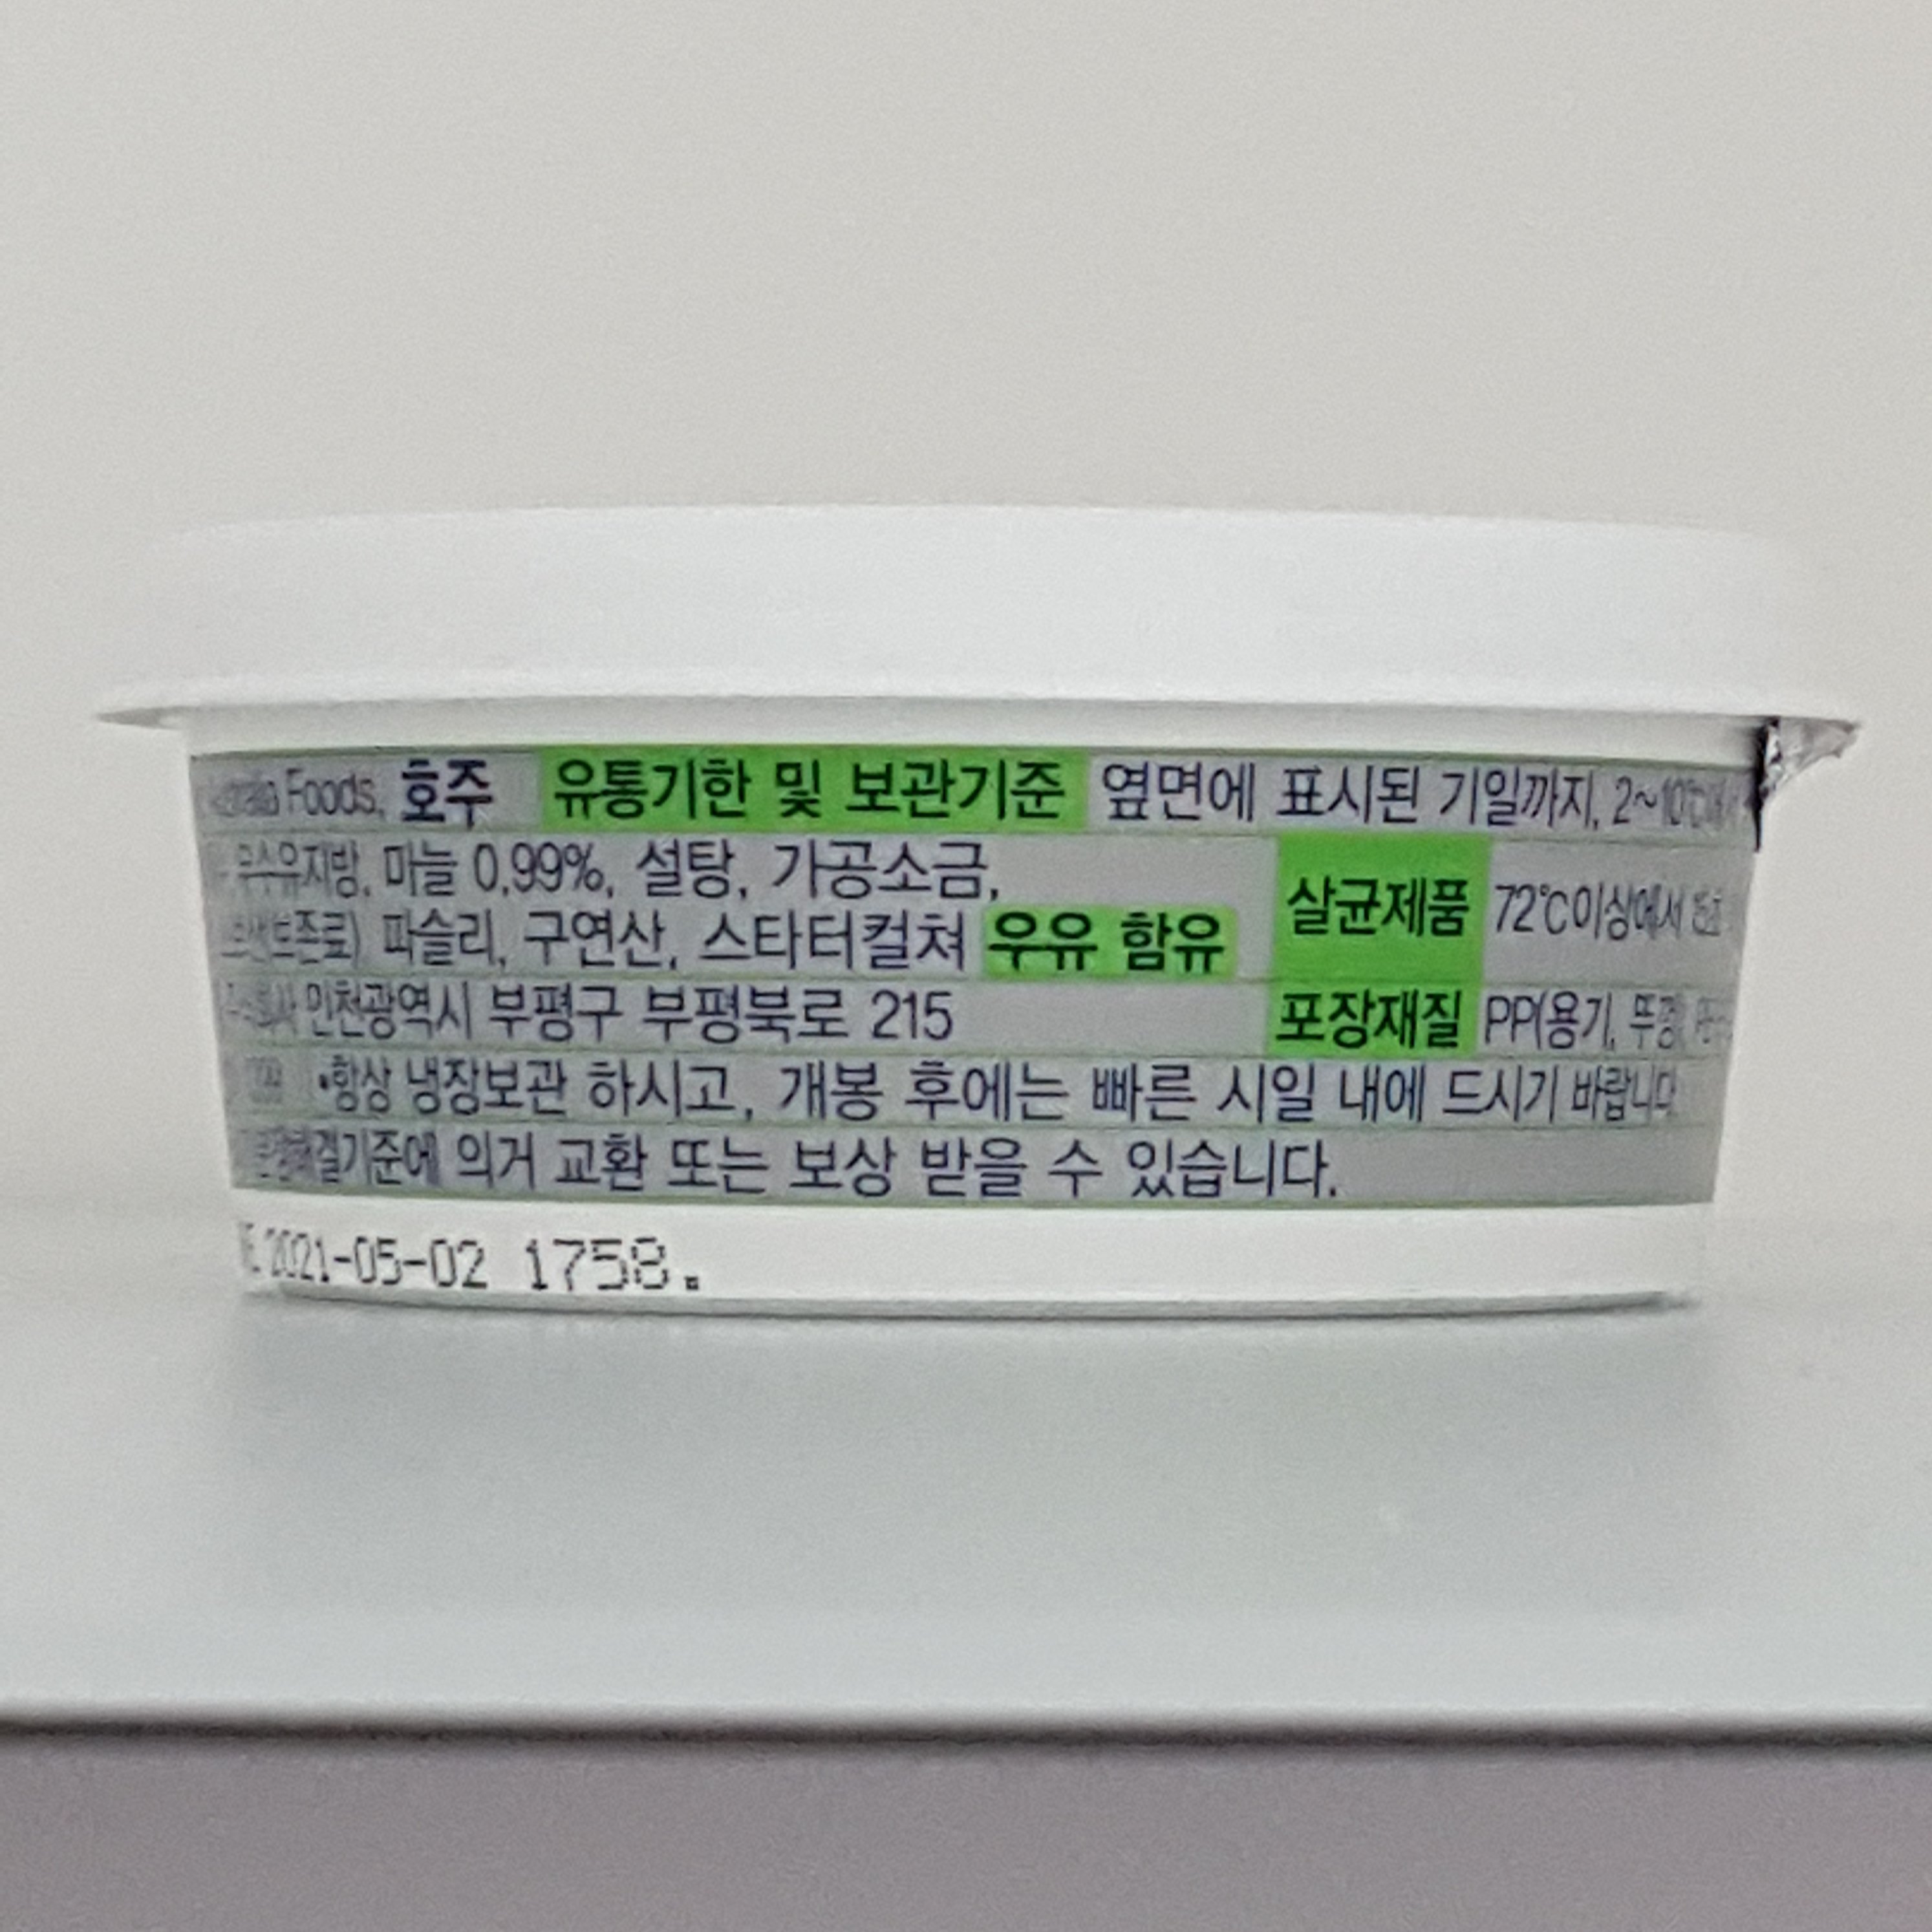 Foods, 호주 유통기한 및 보관기준 옆면에 표시된 기일까지, 2~10℃에서
우수유지방, 마늘 0.99%, 설탕, 가공소금,
파슬리, 구연산, 스타터컬쳐 우유 함유
살균제품 72℃이상에서
인천광역시 부평구 부평북로 215
포장재질 PP(용기, 뚜껑),
•항상 냉장보관 하시고, 개봉 후에는 빠른 시일 내에 드시기 바랍니다
의거 교환 또는 보상 받을 수 있습니다.
2021-05-02 1758.